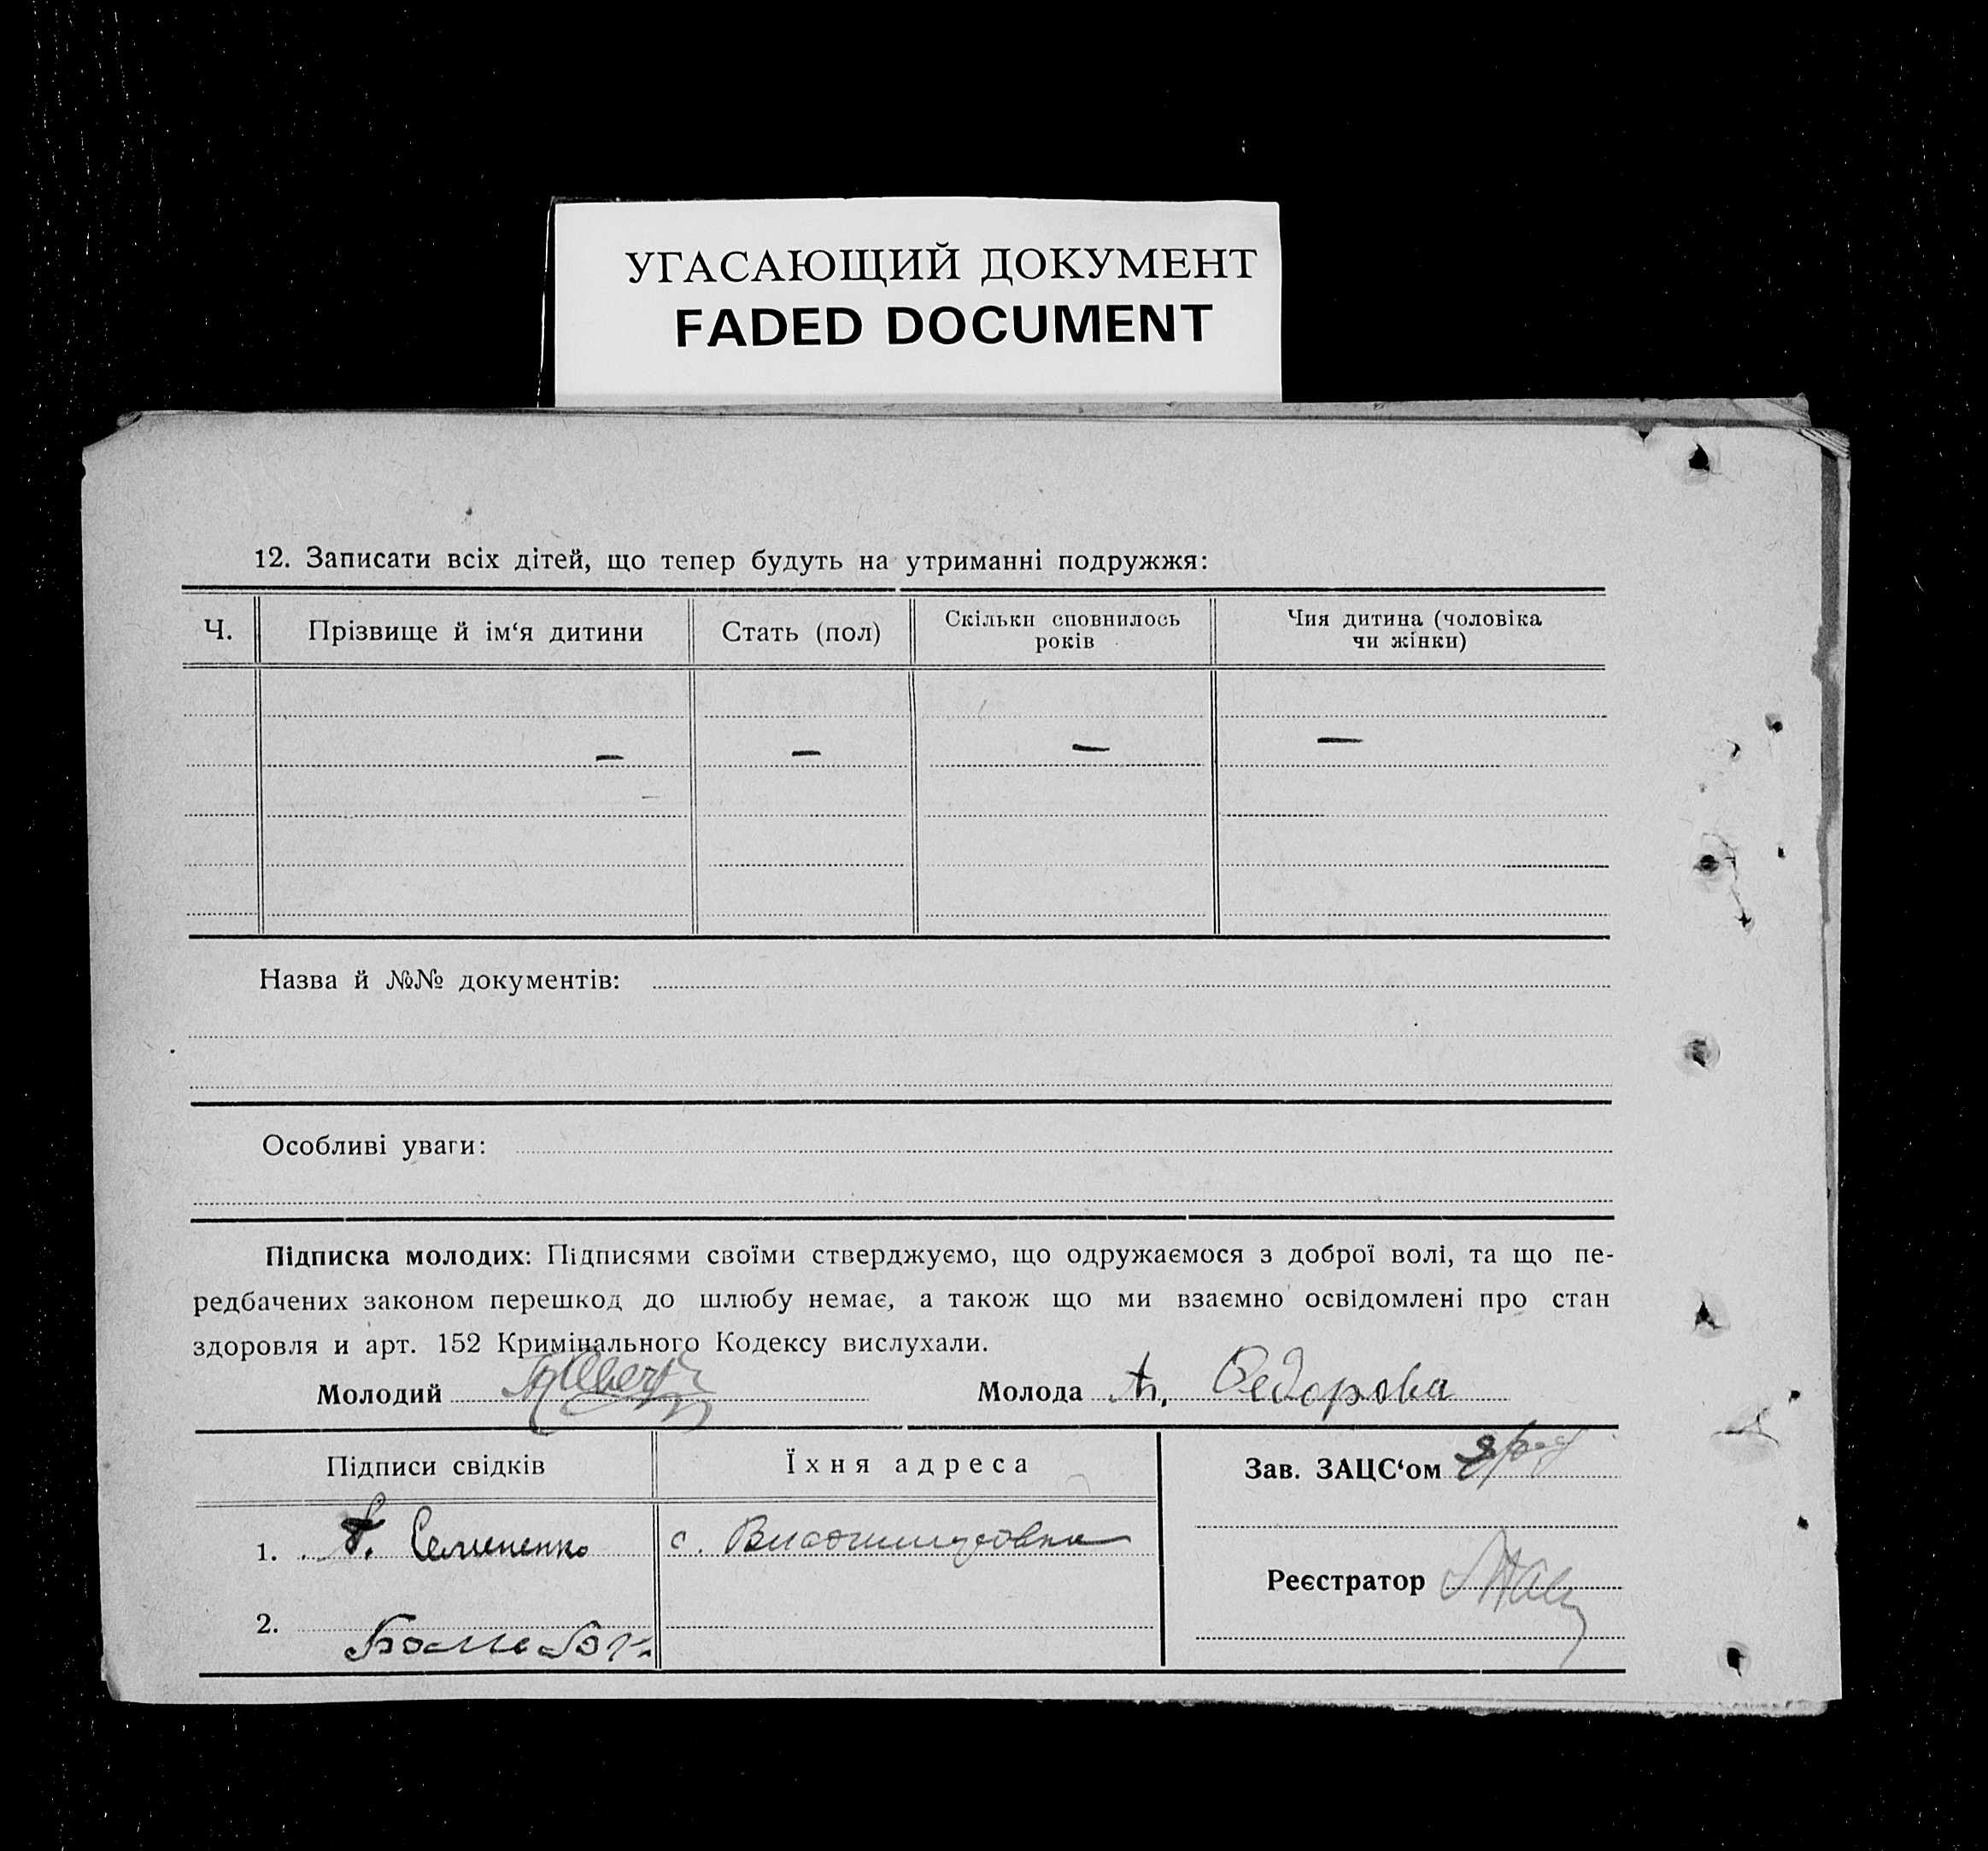 УГАСАЮЩИЙ ДОКУМЕНТ
FADED DOCUMENT
12. Записати всіх дітей, що тепер будуть на утриманні подружжя:
Ч. Прізвище й ім‘я дитини Стать (пол) Скільки сповнилось років Чия дитина (чоловіка чи жінки)
— — — —
Назва й №№ документів:
Особливі уваги:
Підписка молодих: Підписями своїми стверджуємо, що одружаємося з доброї волі, та що пе-
редбачених законом перешкод до шлюбу немає, а також що ми взаємно освідомлені про стан
здоровля и арт. 152 Кримінального Кодексу вислухали.
Молодий Молода А. Федорова
Підписи свідків Їхня адреса Зав. ЗАЦС‘ом
1. Семененко с.
Реєстратор
2.